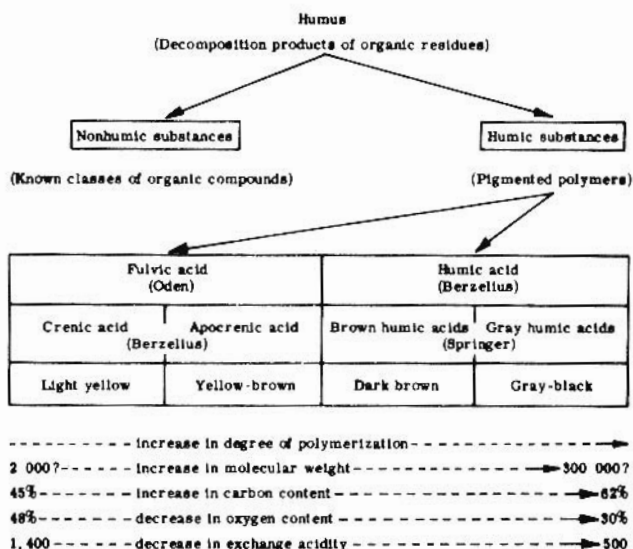 Humus
(Decomposition products of organic residues)
Nonhumic substances Humic substances
(Known classes of organic compounds) (Pigmented polymers)
Fulvic acid Humic acid
(Oden) (Berzelius)
Crenic acid Apocrenic acid Brown humic acids Gray humic acids
(Berzelius) (Springer)
Light yellow Yellow-brown Dark brown Gray-black
increase in degree of polymerization
2 000? increase in molecular weight 300 000?
45% increase in carbon content 62%
48% decrease in oxygen content 30%
1,400 decrease in exchange acidity 500